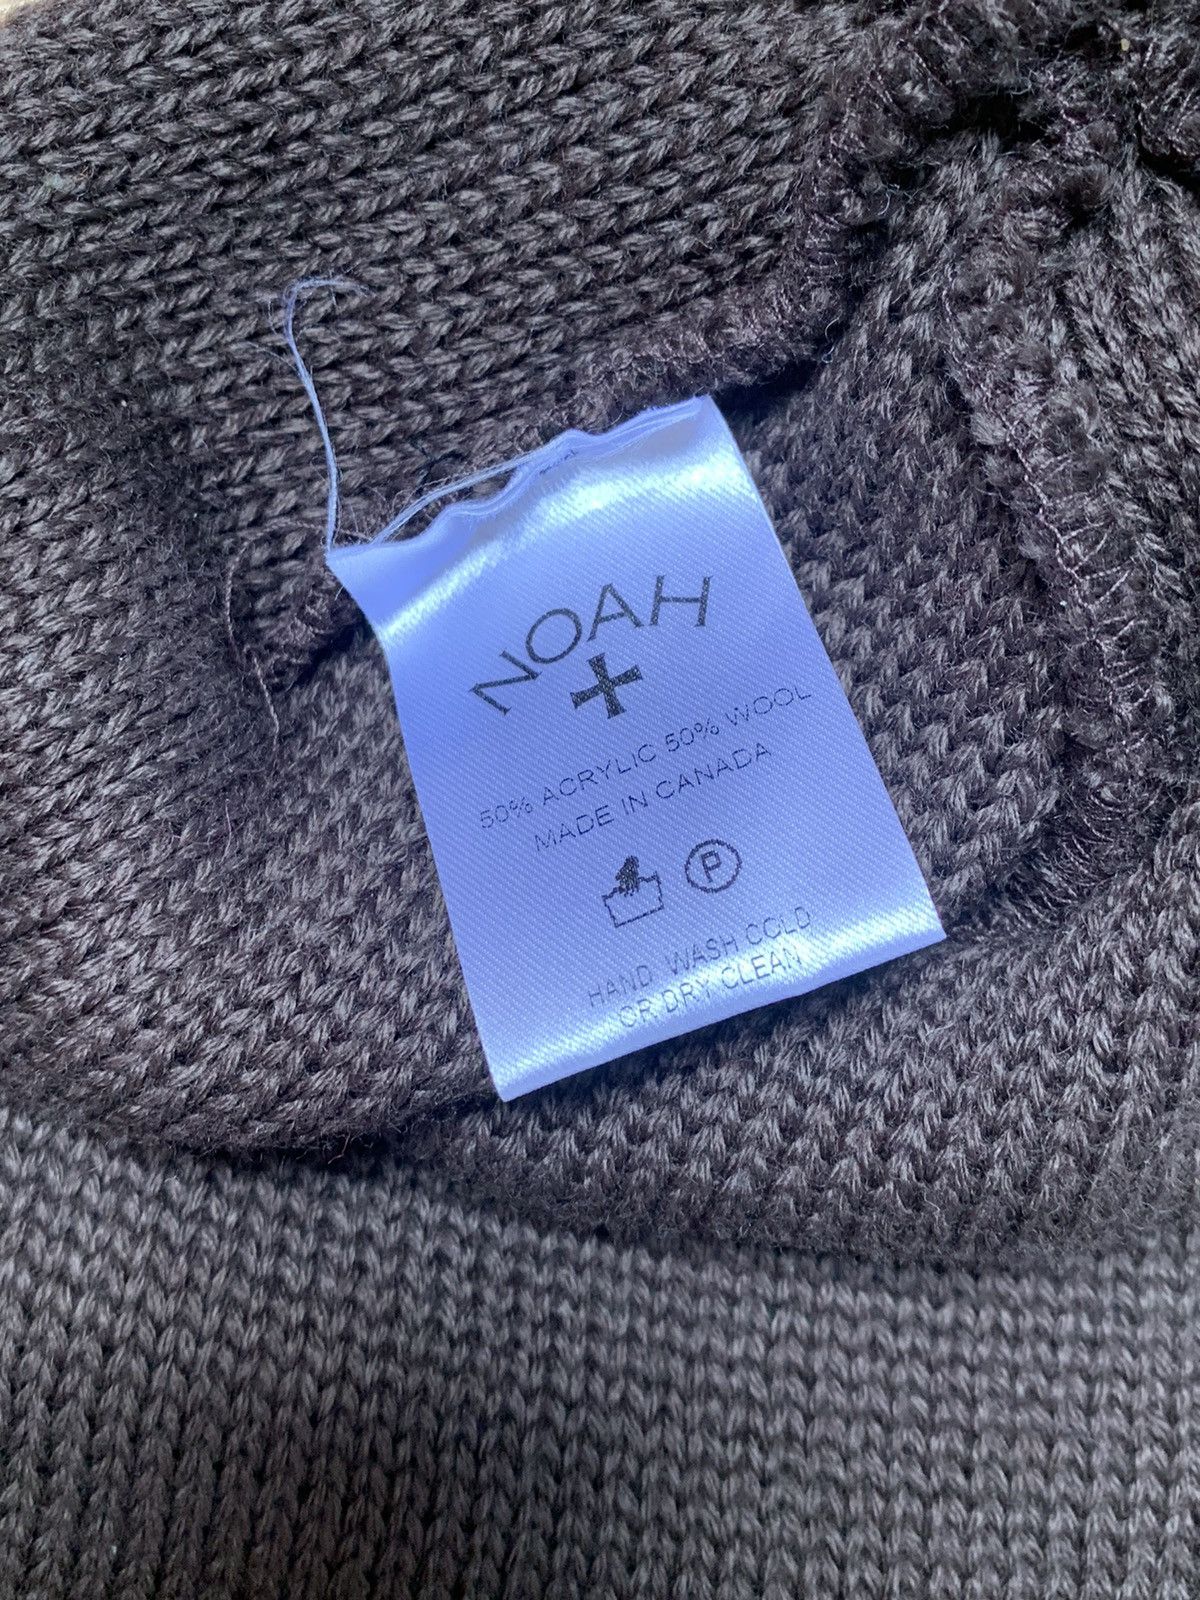 NOAH
50% ACRYLIC 50% WOOL
MADE IN CANADA
P
HAND WASH COLD
OR DRY CLEAN